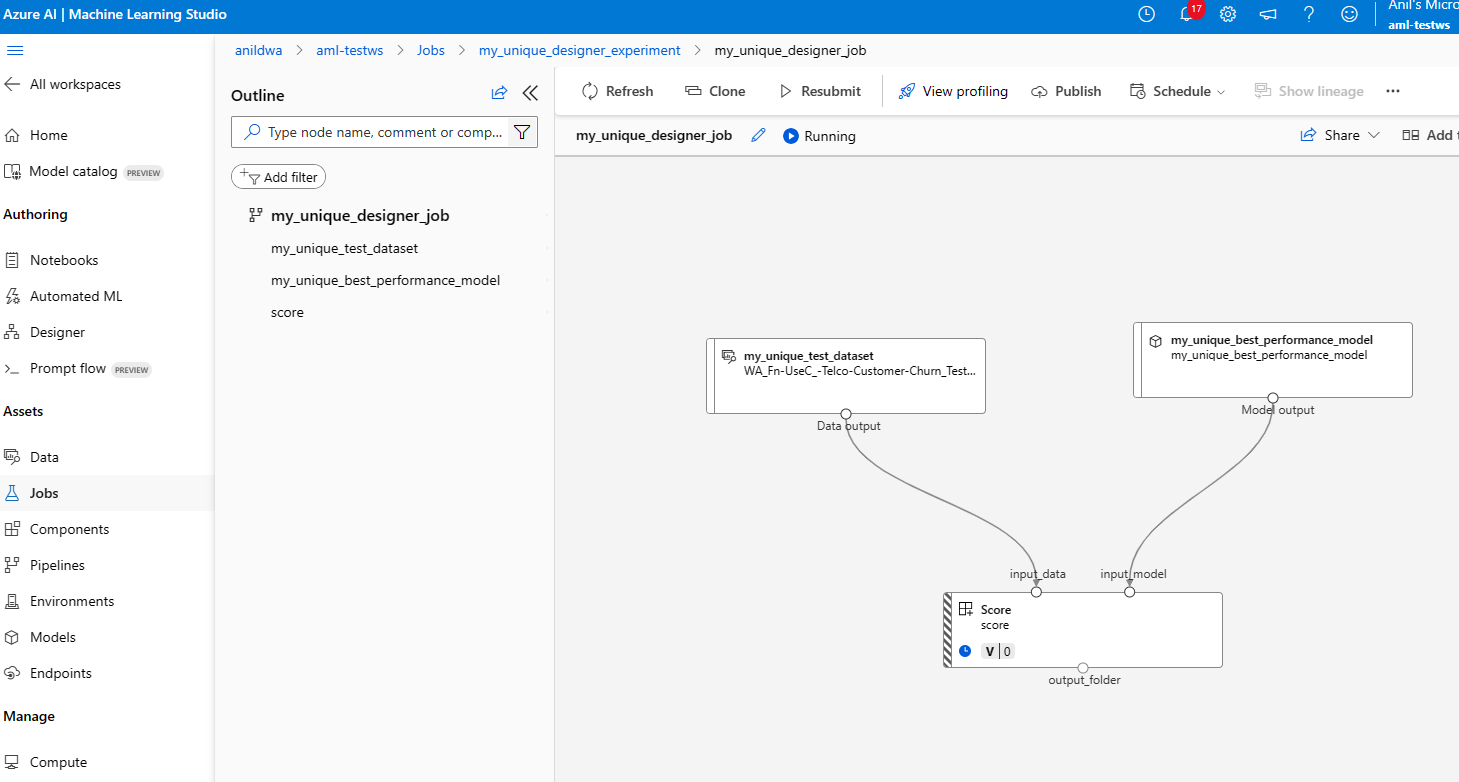 Azure AI | Machine Learning Studio
17
Anil's Micro
aml-testws
All workspaces
Home
Model catalog PREVIEW
Authoring
Notebooks
Automated ML
Designer
Prompt flow PREVIEW
Assets
Data
Jobs
Components
Pipelines
Environments
Models
Endpoints
Manage
Compute
anildwa > aml-testws > Jobs > my_unique_designer_experiment > my_unique_designer_job
Outline
Type node name, comment or comp...
Add filter
my_unique_designer_job
my_unique_test_dataset
my_unique_best_performance_model
score
Refresh Clone Resubmit View profiling Publish Schedule Show lineage ...
my_unique_designer_job Running Share Add t
my_unique_test_dataset
WA_Fn-UseC_-Telco-Customer-Churn_Test...
Data output
my_unique_best_performance_model
my_unique_best_performance_model
Model output
input_data
input_model
Score
score
V 0
output_folder